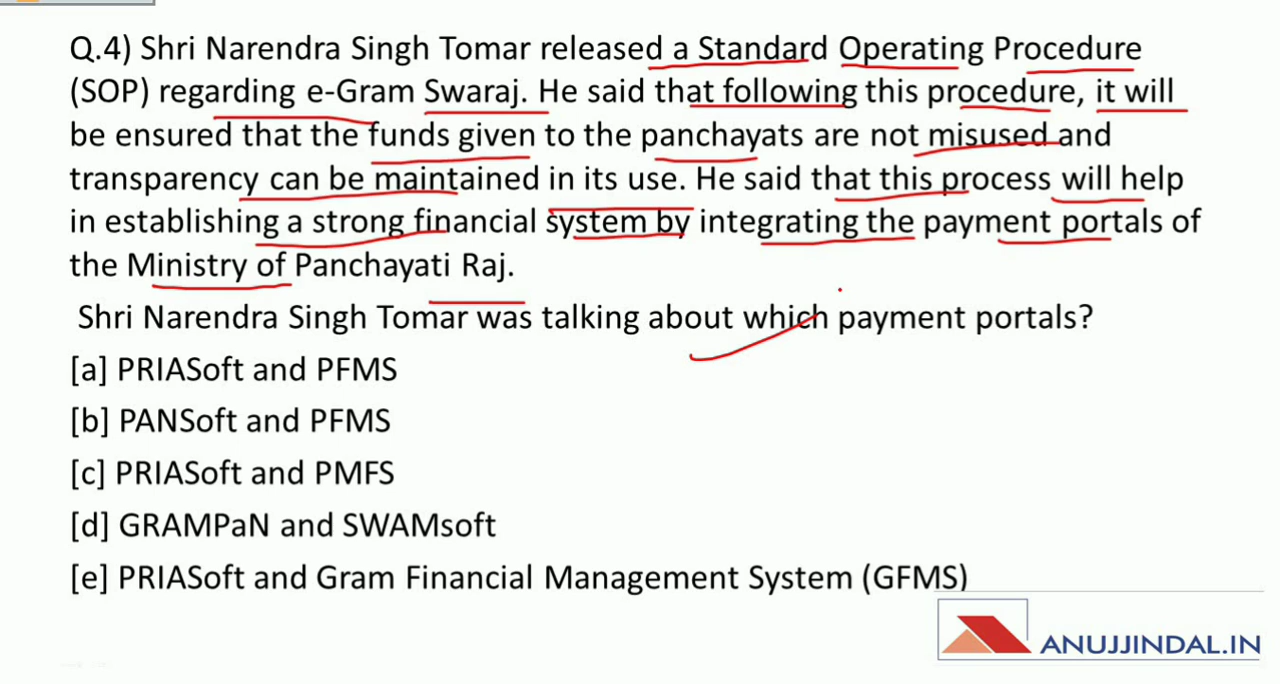 Q.4) Shri Narendra Singh Tomar released a Standard Operating Procedure
(SOP) regarding e-Gram Swaraj. He said that following this procedure, it will
be ensured that the funds given to the panchayats are not misused and
transparency can be maintained in its use. He said that this process will help
in establishing a strong financial system by integrating the payment portals of
the Ministry of Panchayati Raj.
Shri Narendra Singh Tomar was talking about which payment portals?
[a] PRIASoft and PFMS
[b] PANSoft and PFMS
[c] PRIASoft and PMFS
[d] GRAMPaN and SWAMsoft
[e] PRIASoft and Gram Financial Management System (GFMS)
ANUJJINDAL.IN